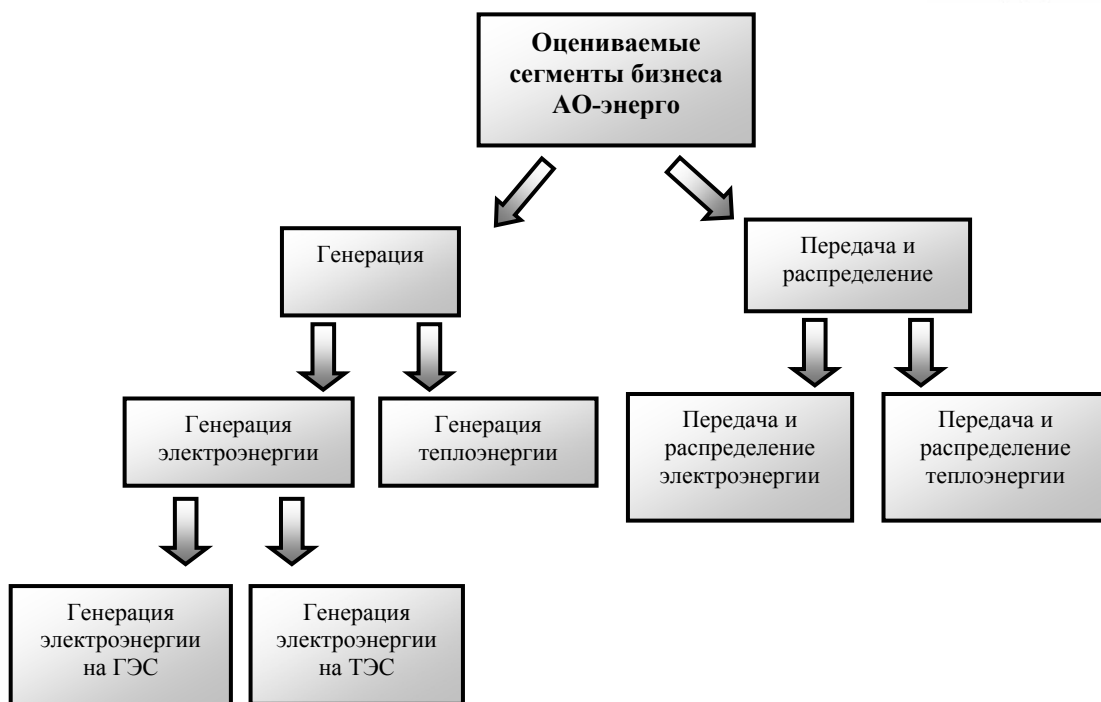 Оцениваемые
сегменты бизнеса
АО-энерго
Генерация
Передача и
распределение
Генерация
электроэнергии
Генерация
теплоэнергии
Передача и
распределение
электроэнергии
Передача и
распределение
теплоэнергии
Генерация
электроэнергии
на ГЭС
Генерация
электроэнергии
на ТЭС